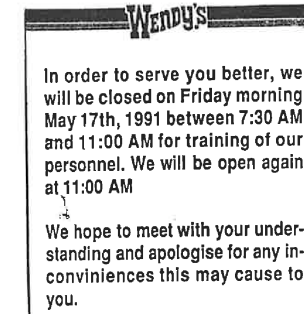 WENDY'S
In order to serve you better, we
will be closed on Friday morning
May 17th, 1991 between 7:30 AM
and 11:00 AM for training of our
personnel. We will be open again
at 11:00 AM
We hope to meet with your under-
standing and apologise for any in-
conviniences this may cause to
you.